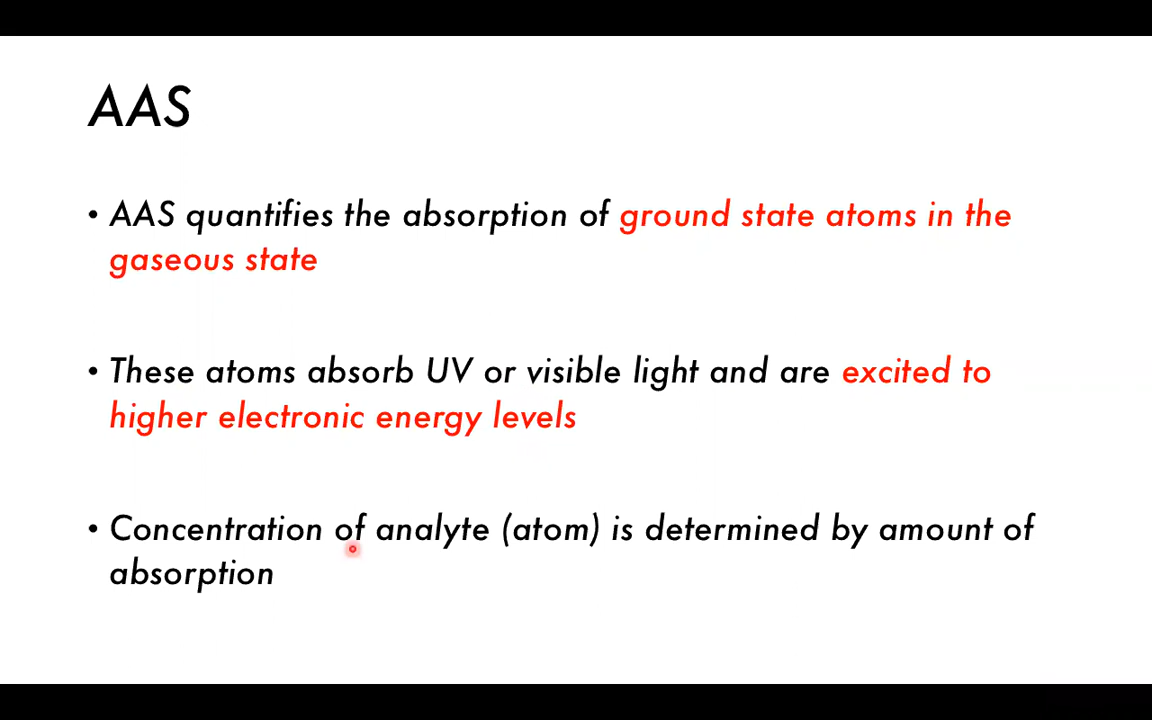 AAS
• AAS quantifies the absorption of ground state atoms in the
gaseous state
• These atoms absorb UV or visible light and are excited to
higher electronic energy levels
• Concentration of analyte (atom) is determined by amount of
absorption